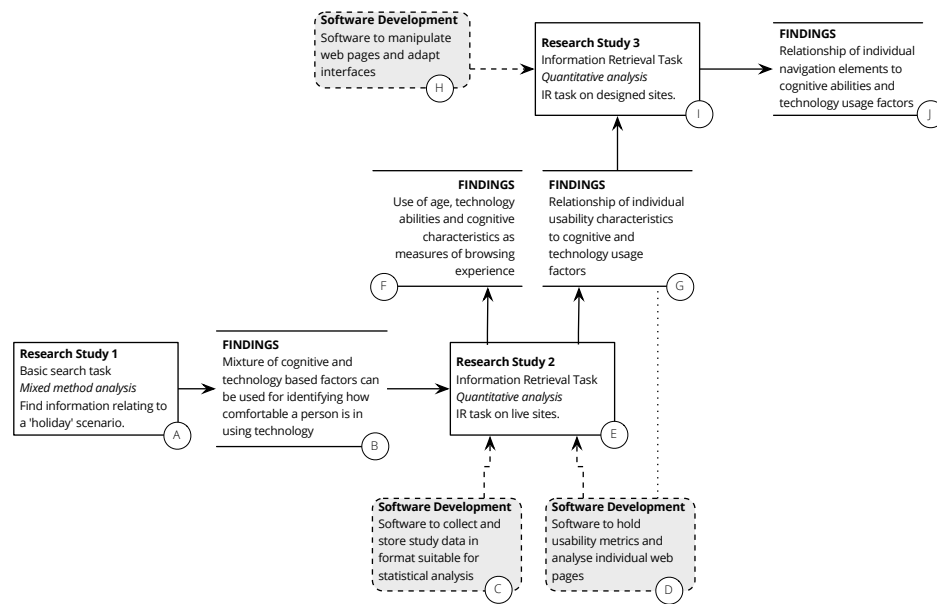 Software Development
Software to manipulate
web pages and adapt
interfaces
H
Research Study 3
Information Retrieval Task
Quantitative analysis
IR task on designed sites.
I
FINDINGS
Relationship of individual
navigation elements to
cognitive abilities and
technology usage factors
J
FINDINGS
Use of age, technology
abilities and cognitive
characteristics as
measures of browsing
experience
F
FINDINGS
Relationship of individual
usability characteristics
to cognitive and
technology usage
factors
G
Research Study 1
Basic search task
Mixed method analysis
Find information relating to
a 'holiday' scenario.
A
FINDINGS
Mixture of cognitive and
technology based factors can
be used for identifying how
comfortable a person is in
using technology
B
Research Study 2
Information Retrieval Task
Quantitative analysis
IR task on live sites.
E
Software Development
Software to collect and
store study data in
format suitable for
statistical analysis
C
Software Development
Software to hold
usability metrics and
analyse individual web
pages
D